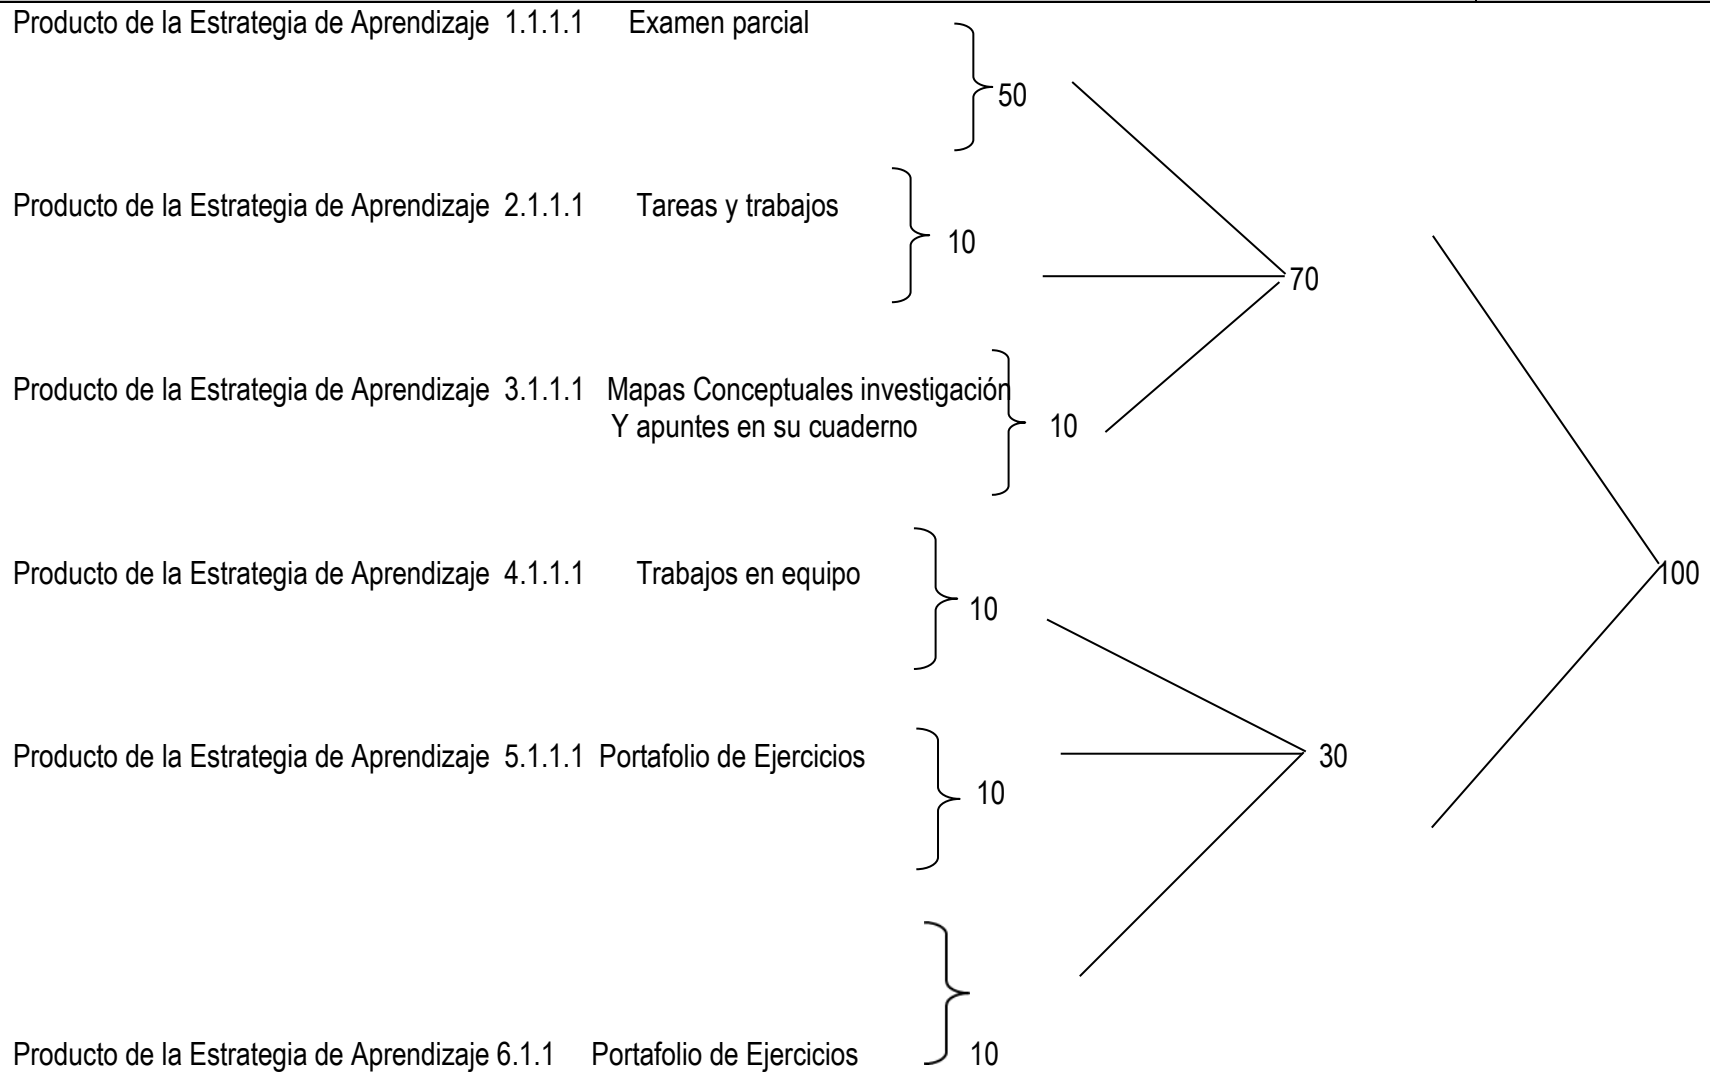 Producto de la Estrategia de Aprendizaje 1.1.1.1 Examen parcial
50
Producto de la Estrategia de Aprendizaje 2.1.1.1 Tareas y trabajos
10
70
Producto de la Estrategia de Aprendizaje 3.1.1.1 Mapas Conceptuales investigación
Y apuntes en su cuaderno
10
Producto de la Estrategia de Aprendizaje 4.1.1.1 Trabajos en equipo
100
10
Producto de la Estrategia de Aprendizaje 5.1.1.1 Portafolio de Ejercicios
30
10
Producto de la Estrategia de Aprendizaje 6.1.1 Portafolio de Ejercicios
10